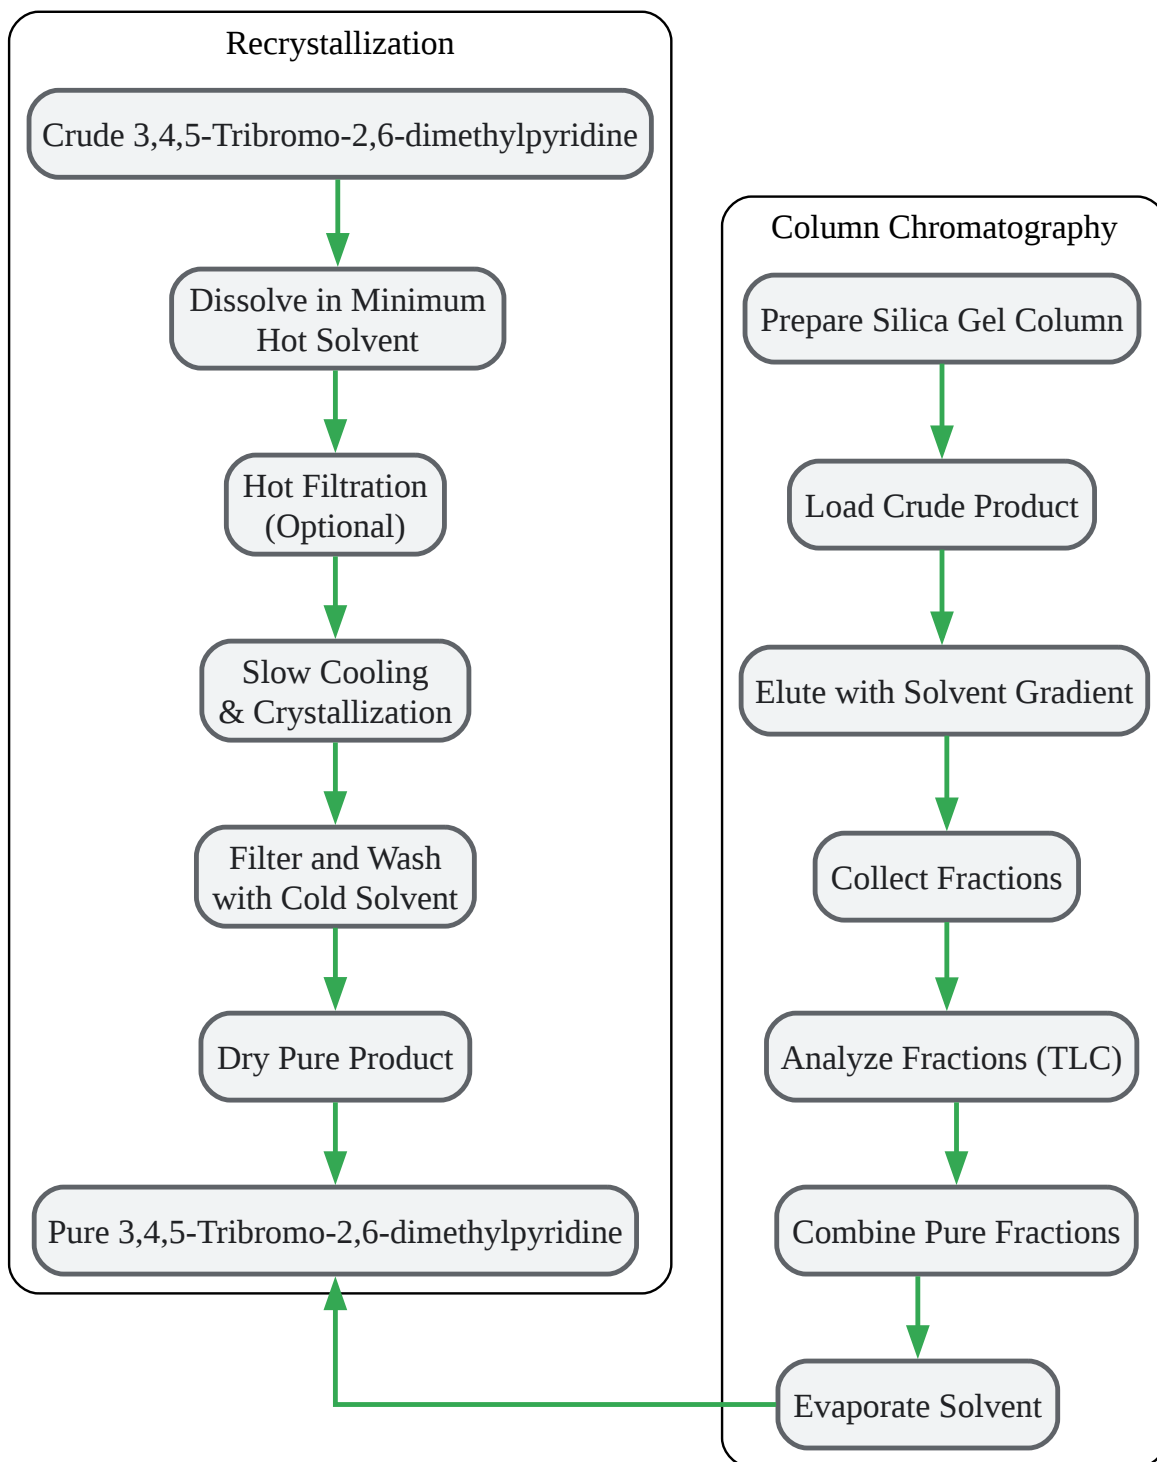 Recrystallization
Crude 3,4,5-Tribromo-2,6-dimethylpyridine
Dissolve in Minimum
Hot Solvent
Hot Filtration
(Optional)
Slow Cooling
& Crystallization
Filter and Wash
with Cold Solvent
Dry Pure Product
Pure 3,4,5-Tribromo-2,6-dimethylpyridine
Column Chromatography
Prepare Silica Gel Column
Load Crude Product
Elute with Solvent Gradient
Collect Fractions
Analyze Fractions (TLC)
Combine Pure Fractions
Evaporate Solvent